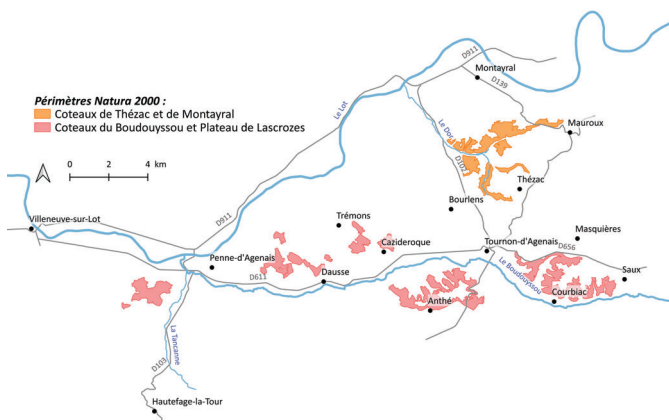 Périmètres Natura 2000 :
Coteaux de Thézac et de Montayral
Coteaux du Boudouyssou et Plateau de Lascrozes
0 2 4 km
D911
Montayral
D139
Le Lot
Le Dor
Mauroux
D102
Thézac
Bourlens
D911
Villeneuve-sur-Lot
Trémons
Masquières
Cazideroque
Tournon-d'Agenais
D656
Penne-d'Agenais
D611
Dausse
Le Boudouyssou
Saux
Anthé
Courbiac
La Tancanne
D103
Hautefage-la-Tour